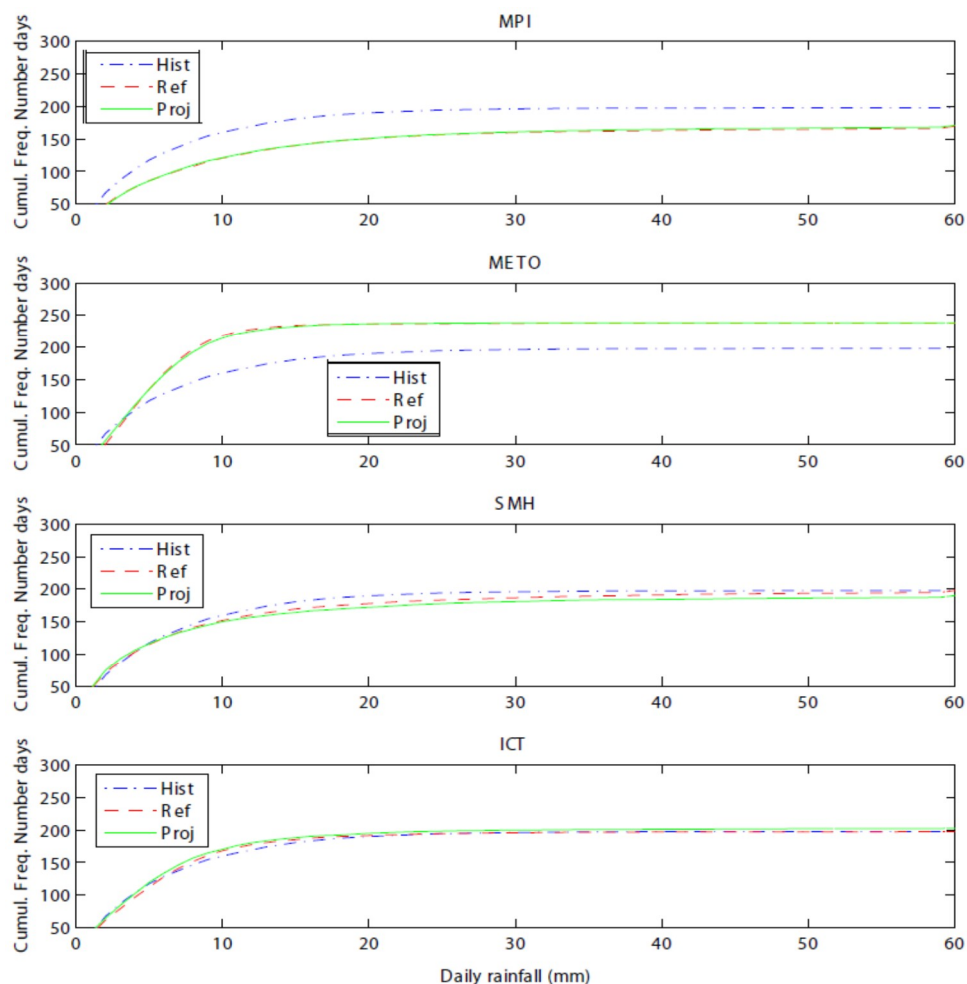 MPI
Cumul. Freq. Number days
300
250
200
150
100
50
Hist
Ref
Proj
0 10 20 30 40 50 60
METO
Cumul. Freq. Number days
300
250
200
150
100
50
Hist
Ref
Proj
0 10 20 30 40 50 60
SMH
Cumul. Freq. Number days
300
250
200
150
100
50
Hist
Ref
Proj
0 10 20 30 40 50 60
ICT
Cumul. Freq. Number days
300
250
200
150
100
50
Hist
Ref
Proj
0 10 20 30 40 50 60
Daily rainfall (mm)